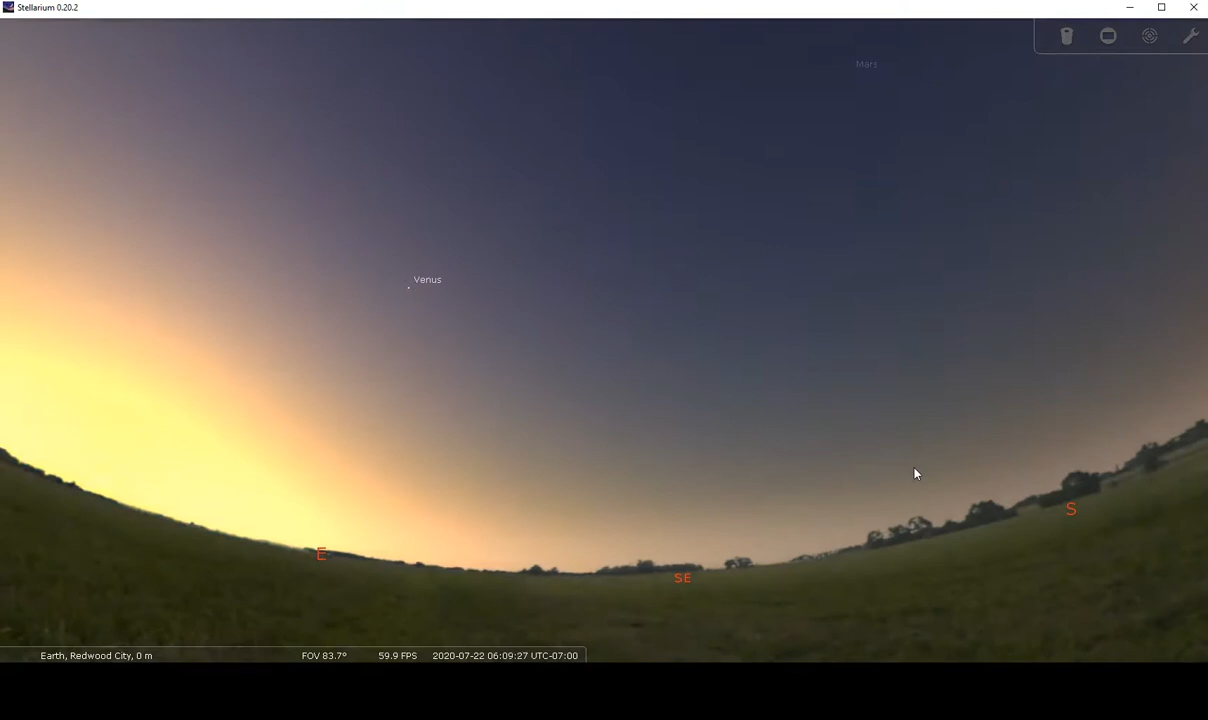 Stellarium 0.20.2
Mars
Venus
E
SE
S
Earth, Redwood City, 0 m FOV 83.7° 59.9 FPS 2020-07-22 06:09:27 UTC-07:00